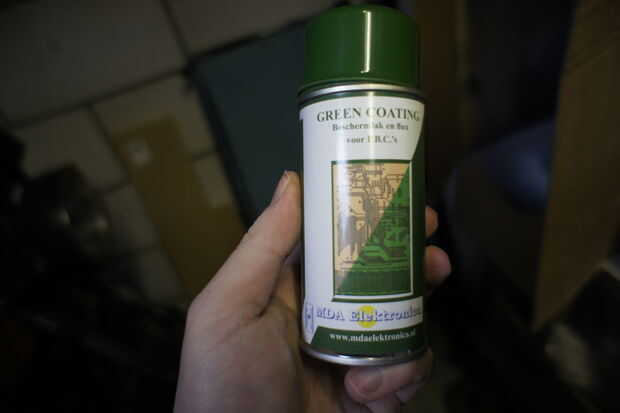 GREEN COATING
Beschermlak en flux
voor P.B.C.'s
MDA Elektronica
www.mdaelektronica.nl